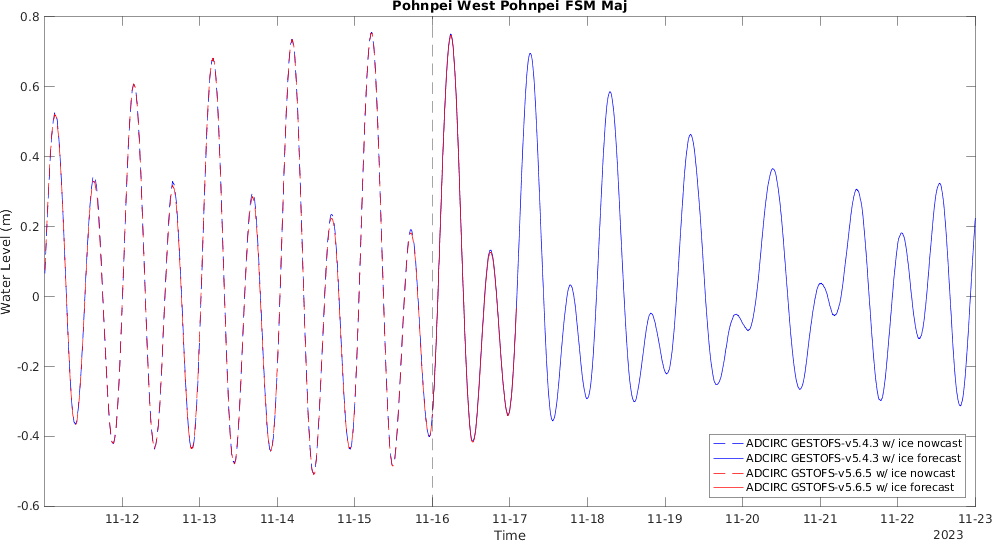 Pohnpei West Pohnpei FSM Maj
Water Level (m)
0.8
0.6
0.4
0.2
0
-0.2
-0.4
-0.6
ADCIRC GESTOFS-v5.4.3 w/ ice nowcast
ADCIRC GESTOFS-v5.4.3 w/ ice forecast
ADCIRC GSTOFS-v5.6.5 w/ ice nowcast
ADCIRC GSTOFS-v5.6.5 w/ ice forecast
11-12 11-13 11-14 11-15 11-16 11-17 11-18 11-19 11-20 11-21 11-22 11-23
Time
2023